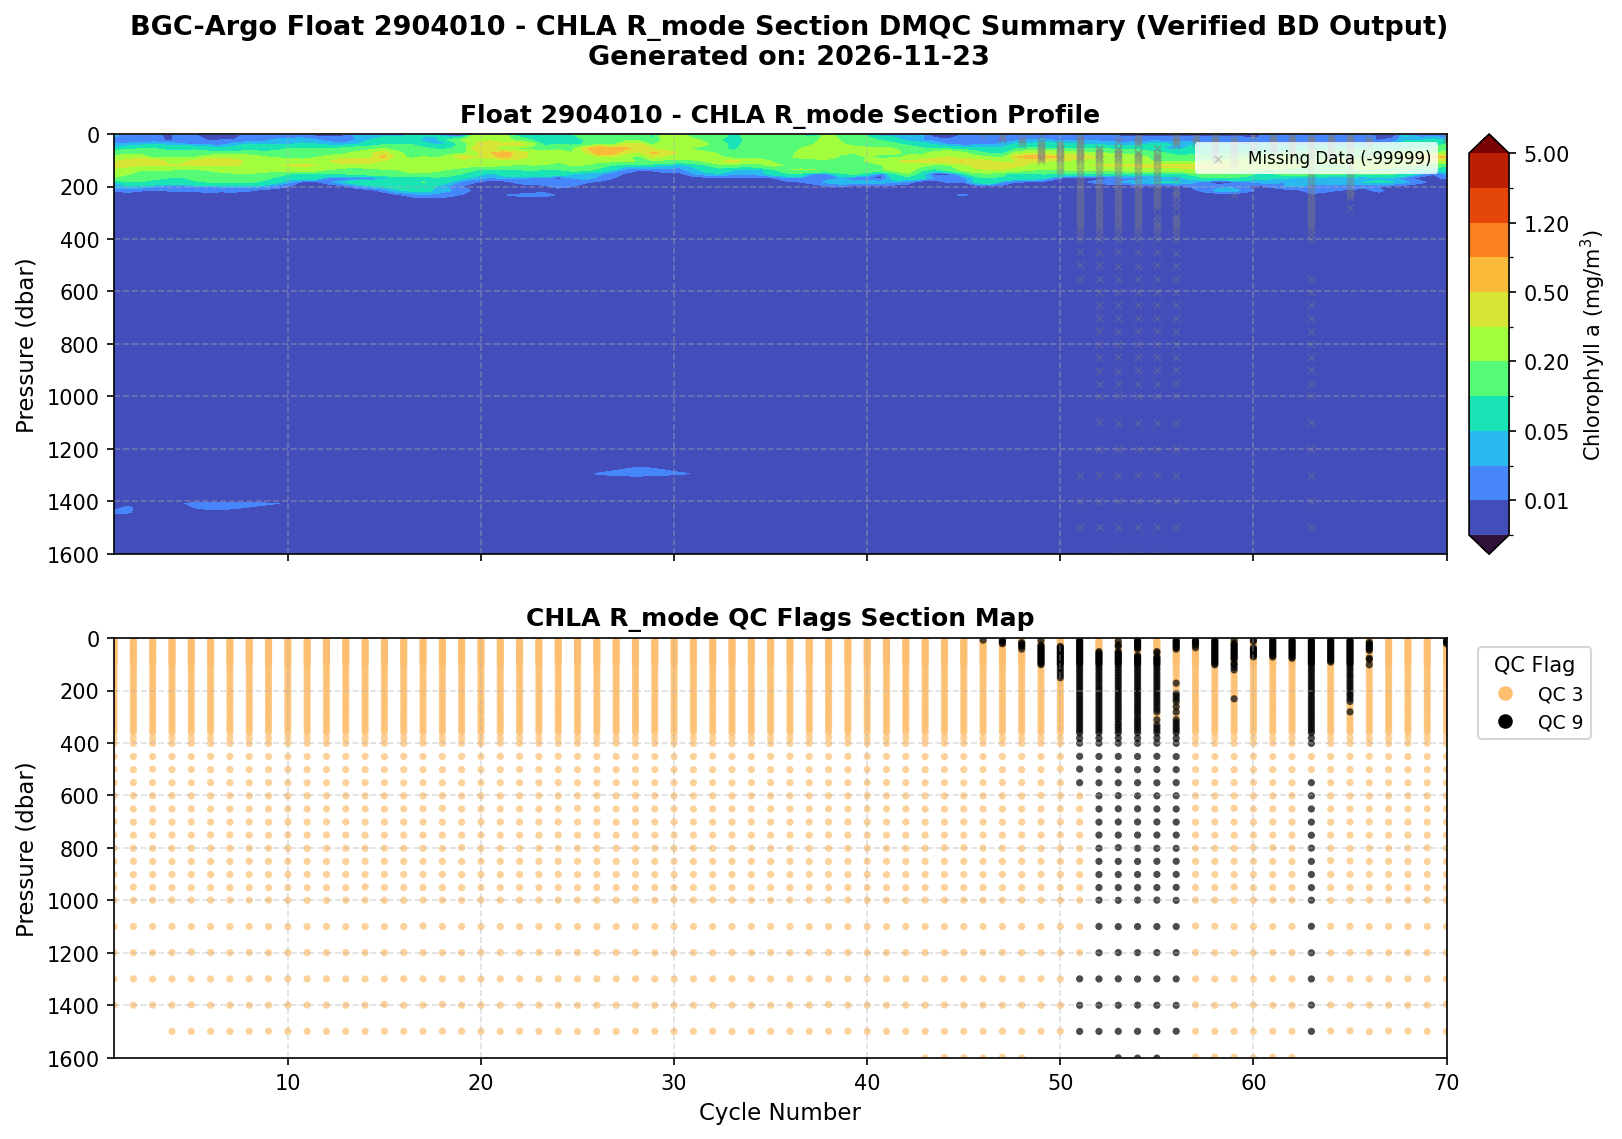 BGC-Argo Float 2904010 - CHLA R_mode Section DMQC Summary (Verified BD Output)
Generated on: 2026-11-23
Float 2904010 - CHLA R_mode Section Profile
Pressure (dbar)
0
200
400
600
800
1000
1200
1400
1600
Missing Data (-99999)
5.00
1.20
0.50
0.20
0.05
0.01
Chlorophyll a (mg/m³)
CHLA R_mode QC Flags Section Map
Pressure (dbar)
0
200
400
600
800
1000
1200
1400
1600
10 20 30 40 50 60 70
Cycle Number
QC Flag
QC 3
QC 9